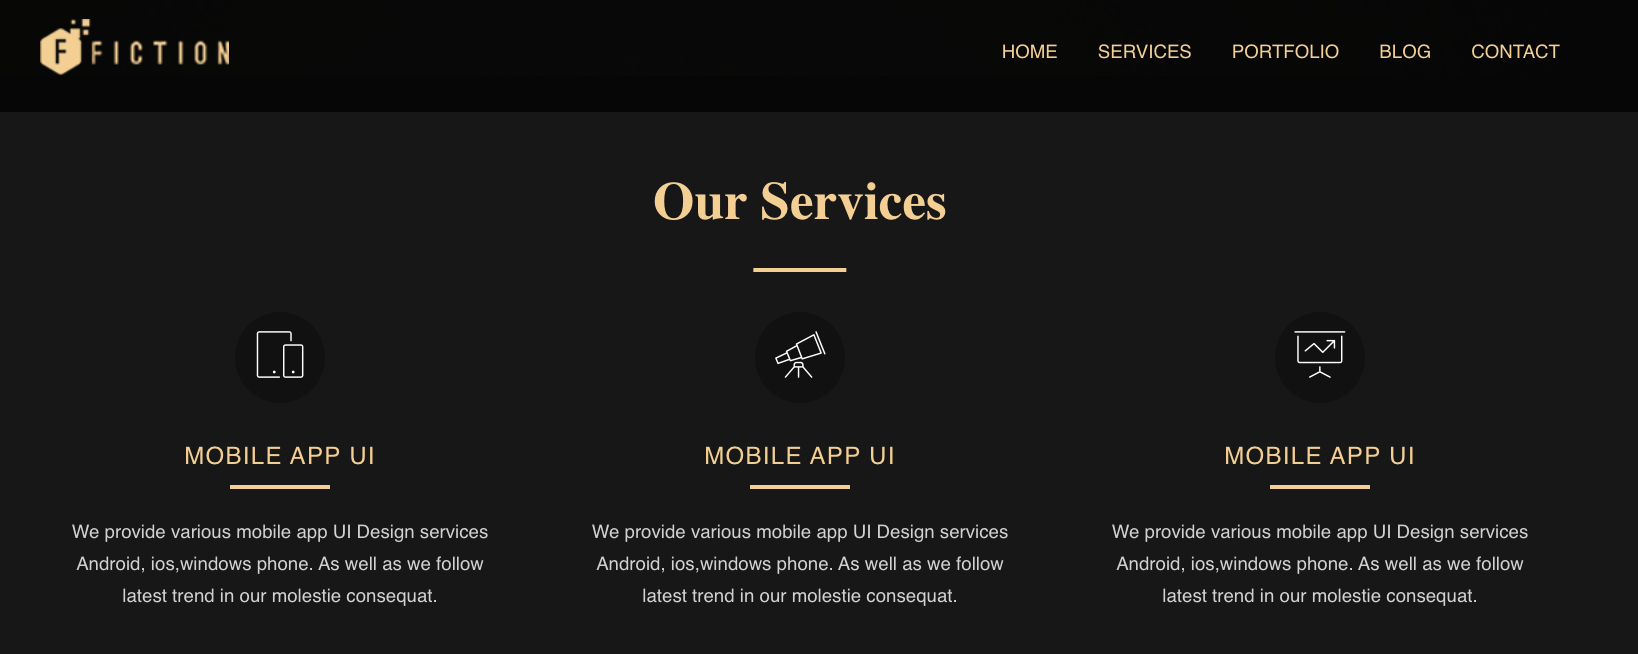 F FICTION
HOME SERVICES PORTFOLIO BLOG CONTACT
Our Services
MOBILE APP UI
We provide various mobile app UI Design services
Android, ios,windows phone. As well as we follow
latest trend in our molestie consequat.
MOBILE APP UI
We provide various mobile app UI Design services
Android, ios,windows phone. As well as we follow
latest trend in our molestie consequat.
MOBILE APP UI
We provide various mobile app UI Design services
Android, ios,windows phone. As well as we follow
latest trend in our molestie consequat.